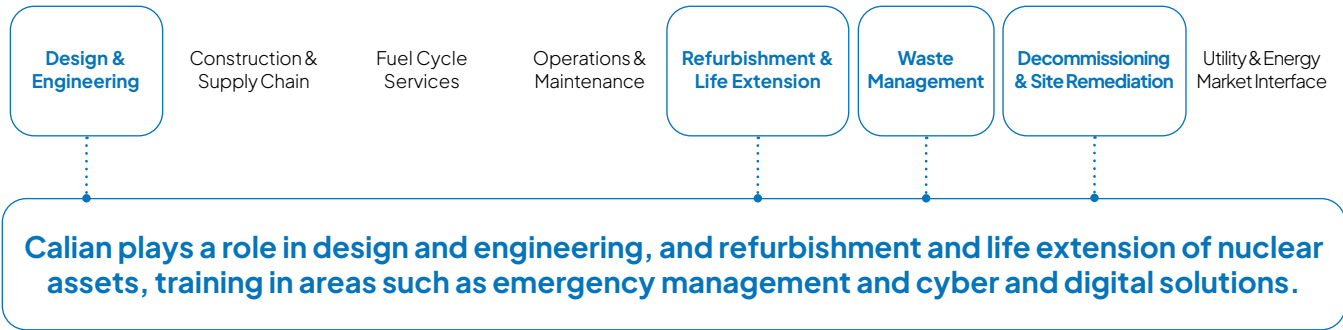 Design &
Engineering
Construction &
Supply Chain
Fuel Cycle
Services
Operations &
Maintenance
Refurbishment &
Life Extension
Waste
Management
Decommissioning
& Site Remediation
Utility & Energy
Market Interface
Calian plays a role in design and engineering, and refurbishment and life extension of nuclear
assets, training in areas such as emergency management and cyber and digital solutions.